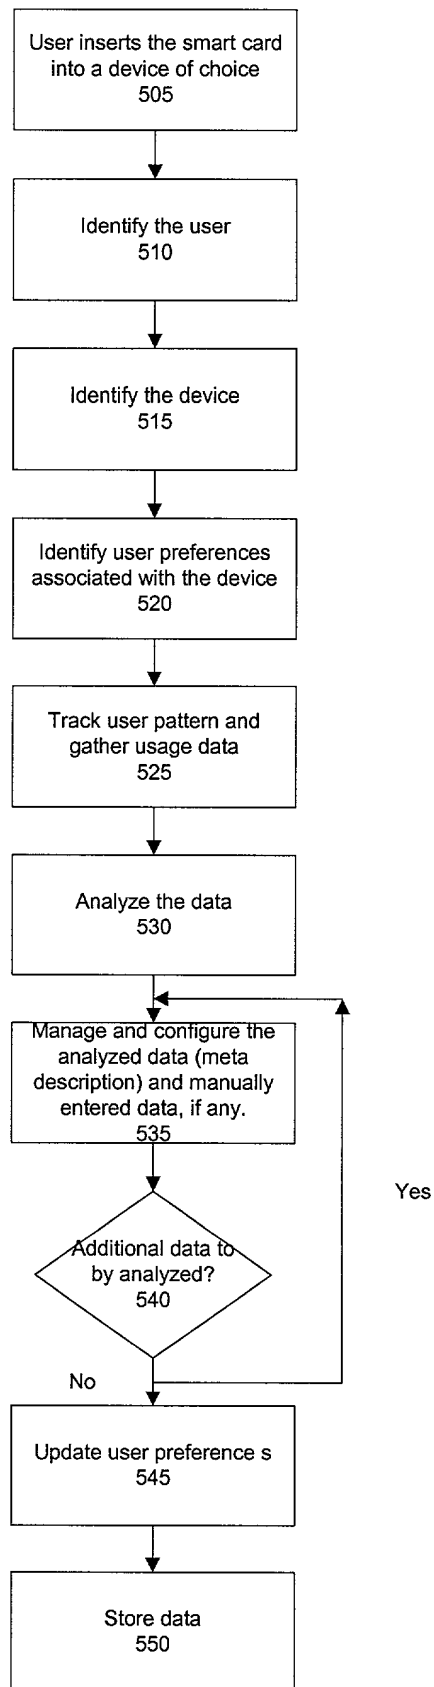 User inserts the smart card
into a device of choice
505
Identify the user
510
Identify the device
515
Identify user preferences
associated with the device
520
Track user pattern and
gather usage data
525
Analyze the data
530
Manage and configure the
analyzed data (meta
description) and manually
entered data, if any.
535
Additional data to
by analyzed?
540
Yes
No
Update user preference s
545
Store data
550